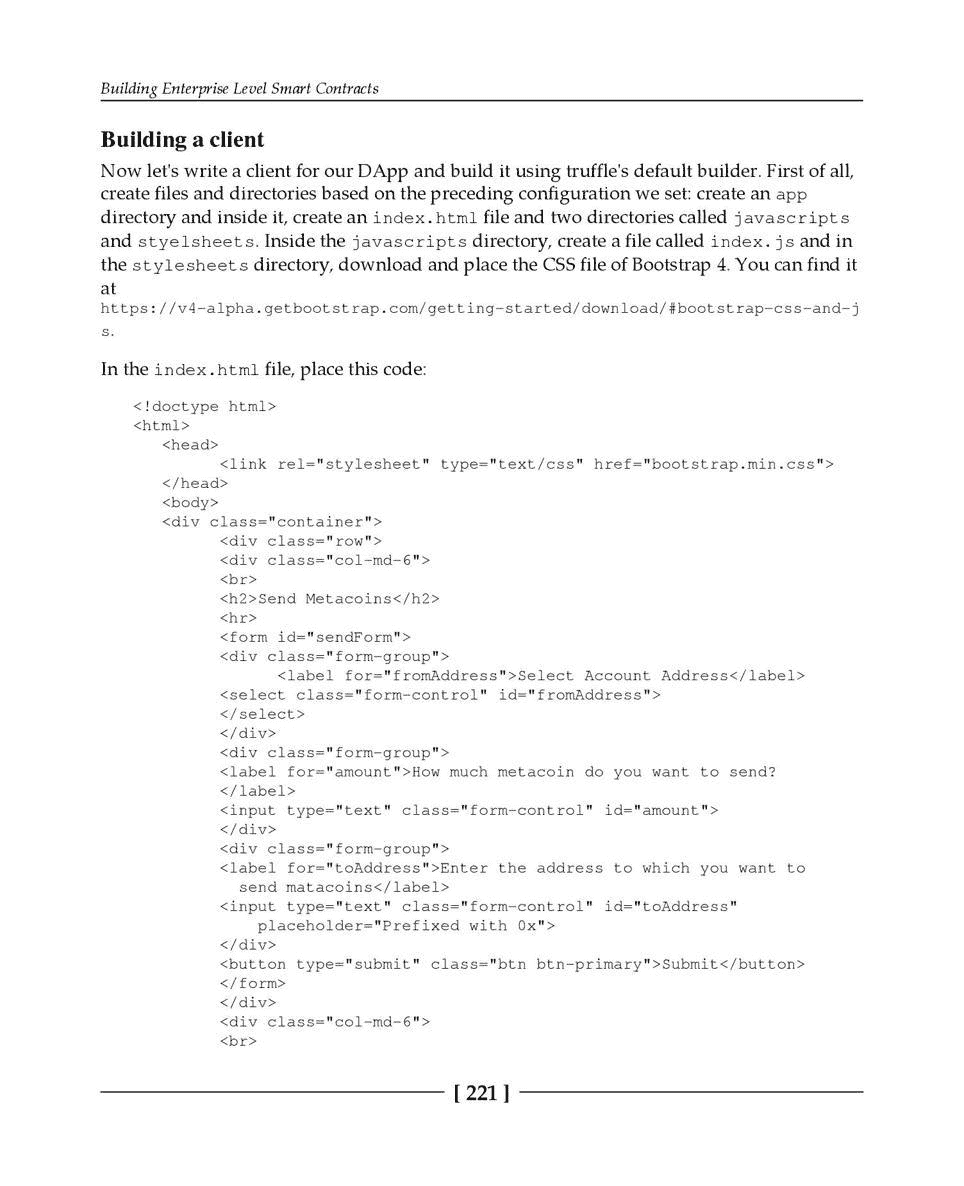 Building Enterprise Level Smart Contracts
Building a client
Now let's write a client for our DApp and build it using truffle's default builder. First of all,
create files and directories based on the preceding configuration we set: create an app
directory and inside it, create an index.html file and two directories called javascripts
and styelsheets. Inside the javascripts directory, create a file called index.js and in
the stylesheets directory, download and place the CSS file of Bootstrap 4. You can find it
at
https://v4-alpha.getbootstrap.com/getting-started/download/#bootstrap-css-and-j
s.
In the index.html file, place this code:
<!doctype html>
<html>
<head>
<link rel="stylesheet" type="text/css" href="bootstrap.min.css">
</head>
<body>
<div class="container">
<div class="row">
<div class="col-md-6">
<br>
<h2>Send Metacoins</h2>
<hr>
<form id="sendForm">
<div class="form-group">
<label for="fromAddress">Select Account Address</label>
<select class="form-control" id="fromAddress">
</select>
</div>
<div class="form-group">
<label for="amount">How much metacoin do you want to send?
</label>
<input type="text" class="form-control" id="amount">
</div>
<div class="form-group">
<label for="toAddress">Enter the address to which you want to
send matacoins</label>
<input type="text" class="form-control" id="toAddress"
placeholder="Prefixed with 0x">
</div>
<button type="submit" class="btn btn-primary">Submit</button>
</form>
</div>
<div class="col-md-6">
<br>
[ 221 ]